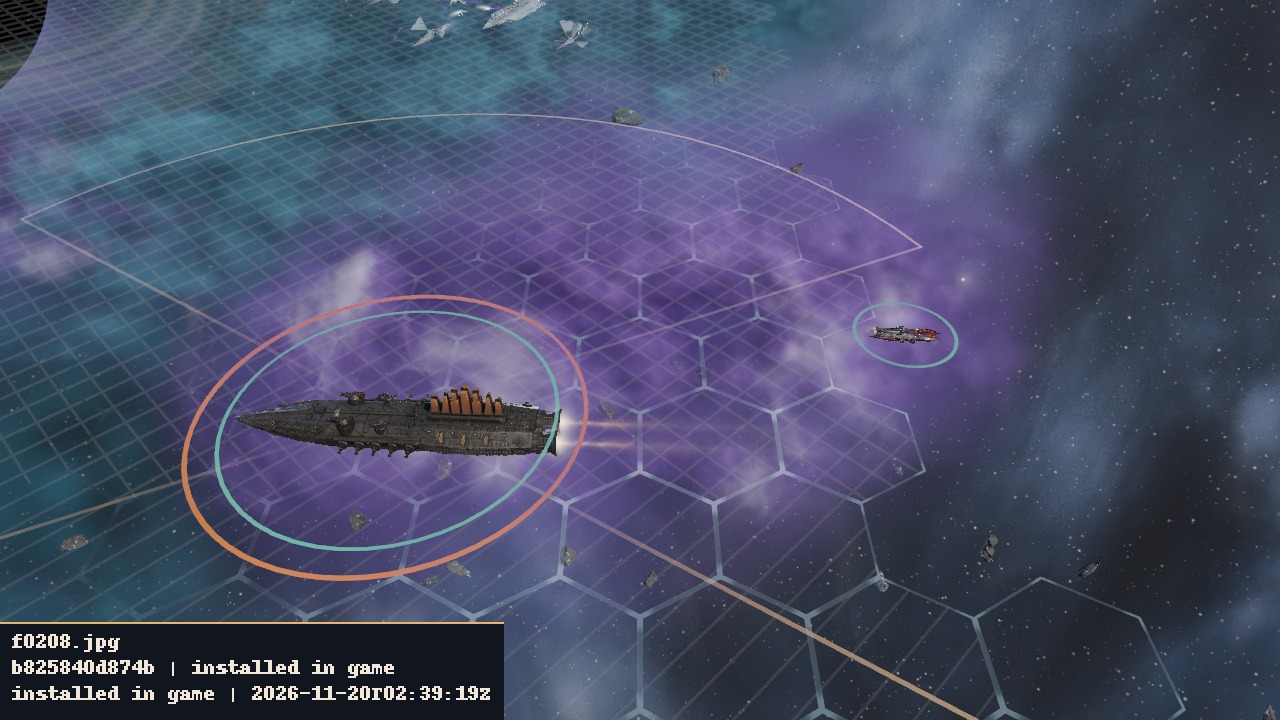 f0208.jpg
b825840d874b | installed in game
installed in game | 2026-11-20T02:39:19Z